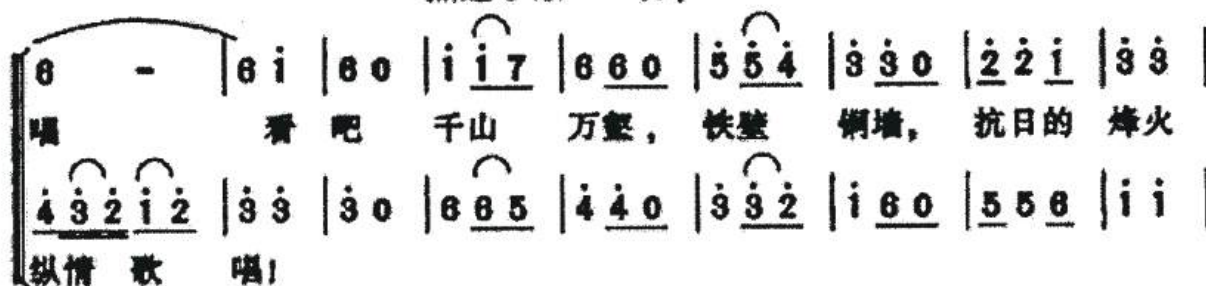 6 - | 6 i̇ | 6 0 | i̇ i̇ 7 | 6 6 0 | 5̇ 5̇ 4̇ | 3̇ 3̇ 0 | 2̇ 2̇ i̇ | 3̇ 3̇ |
唱 看 吧 千山 万壑， 铁壁 铜墙， 抗日的 烽火
4̇ 3̇ 2̇ i̇ 2̇ | 3̇ 3̇ | 3̇ 0 | 6 6 5 | 4̇ 4̇ 0 | 3̇ 3̇ 2̇ | i̇ 6 0 | 5 5 6 | i̇ i̇ |
纵情 歌 唱！